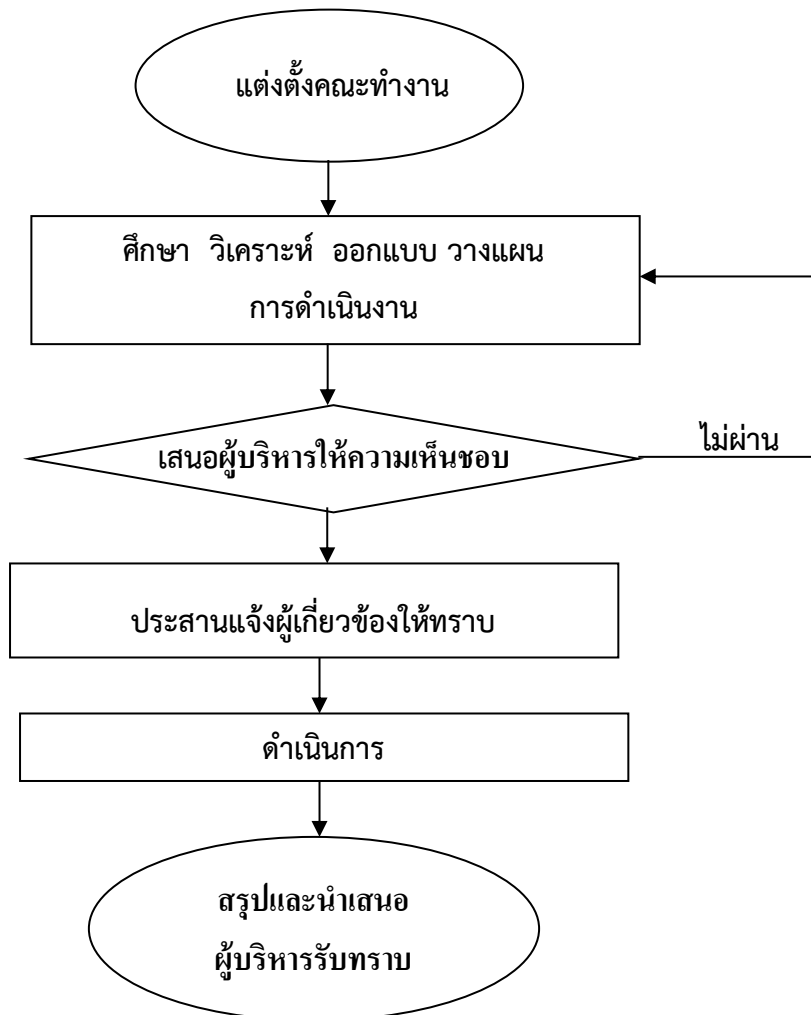 แต่งตั้งคณะทำงาน
ศึกษา วิเคราะห์ ออกแบบ วางแผน
การดำเนินงาน
เสนอผู้บริหารให้ความเห็นชอบ
ไม่ผ่าน
ประสานแจ้งผู้เกี่ยวข้องให้ทราบ
ดำเนินการ
สรุปและนำเสนอ
ผู้บริหารรับทราบ